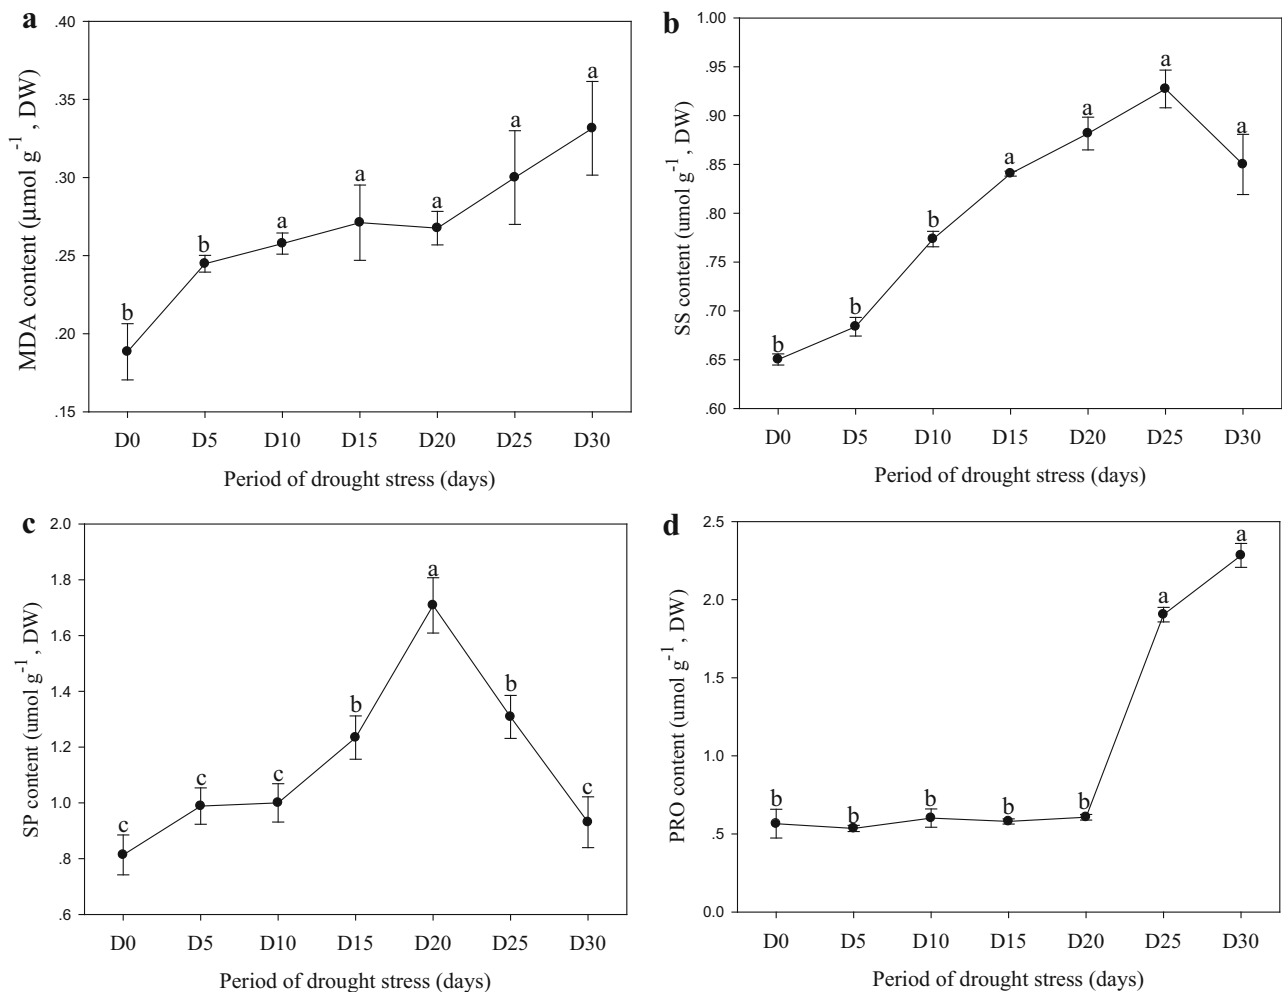 a
MDA content (µmol g-1 , DW)
.40
.35
.30
.25
.20
.15
b
b
a
a
a
a
a
D0 D5 D10 D15 D20 D25 D30
Period of drought stress (days)
b
SS content (umol g-1 , DW)
1.00
.95
.90
.85
.80
.75
.70
.65
.60
b
b
b
a
a
a
a
D0 D5 D10 D15 D20 D25 D30
Period of drought stress (days)
c
SP content (umol g-1 , DW)
2.0
1.8
1.6
1.4
1.2
1.0
.8
.6
c
c
c
b
a
b
c
D0 D5 D10 D15 D20 D25 D30
Period of drought stress (days)
d
PRO content (umol g-1 , DW)
2.5
2.0
1.5
1.0
.5
0.0
b
b
b
b
b
a
a
D0 D5 D10 D15 D20 D25 D30
Period of drought stress (days)